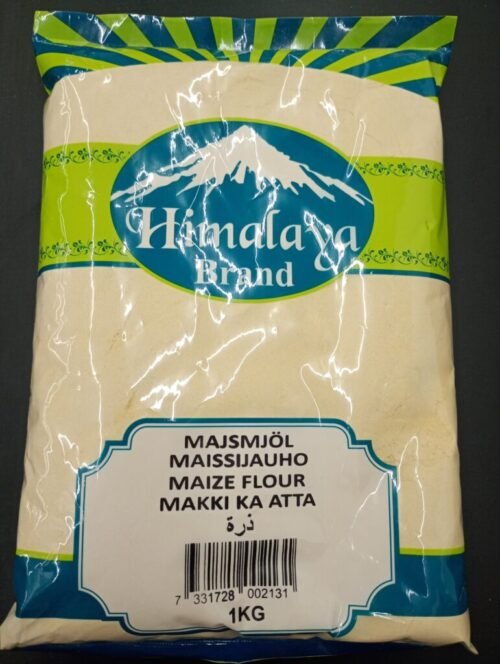 Himalaya
Brand
MAJSMJÖL
MAISSIJAUHO
MAIZE FLOUR
MAKKI KA ATTA
ذرة
7 331728 002131
1KG